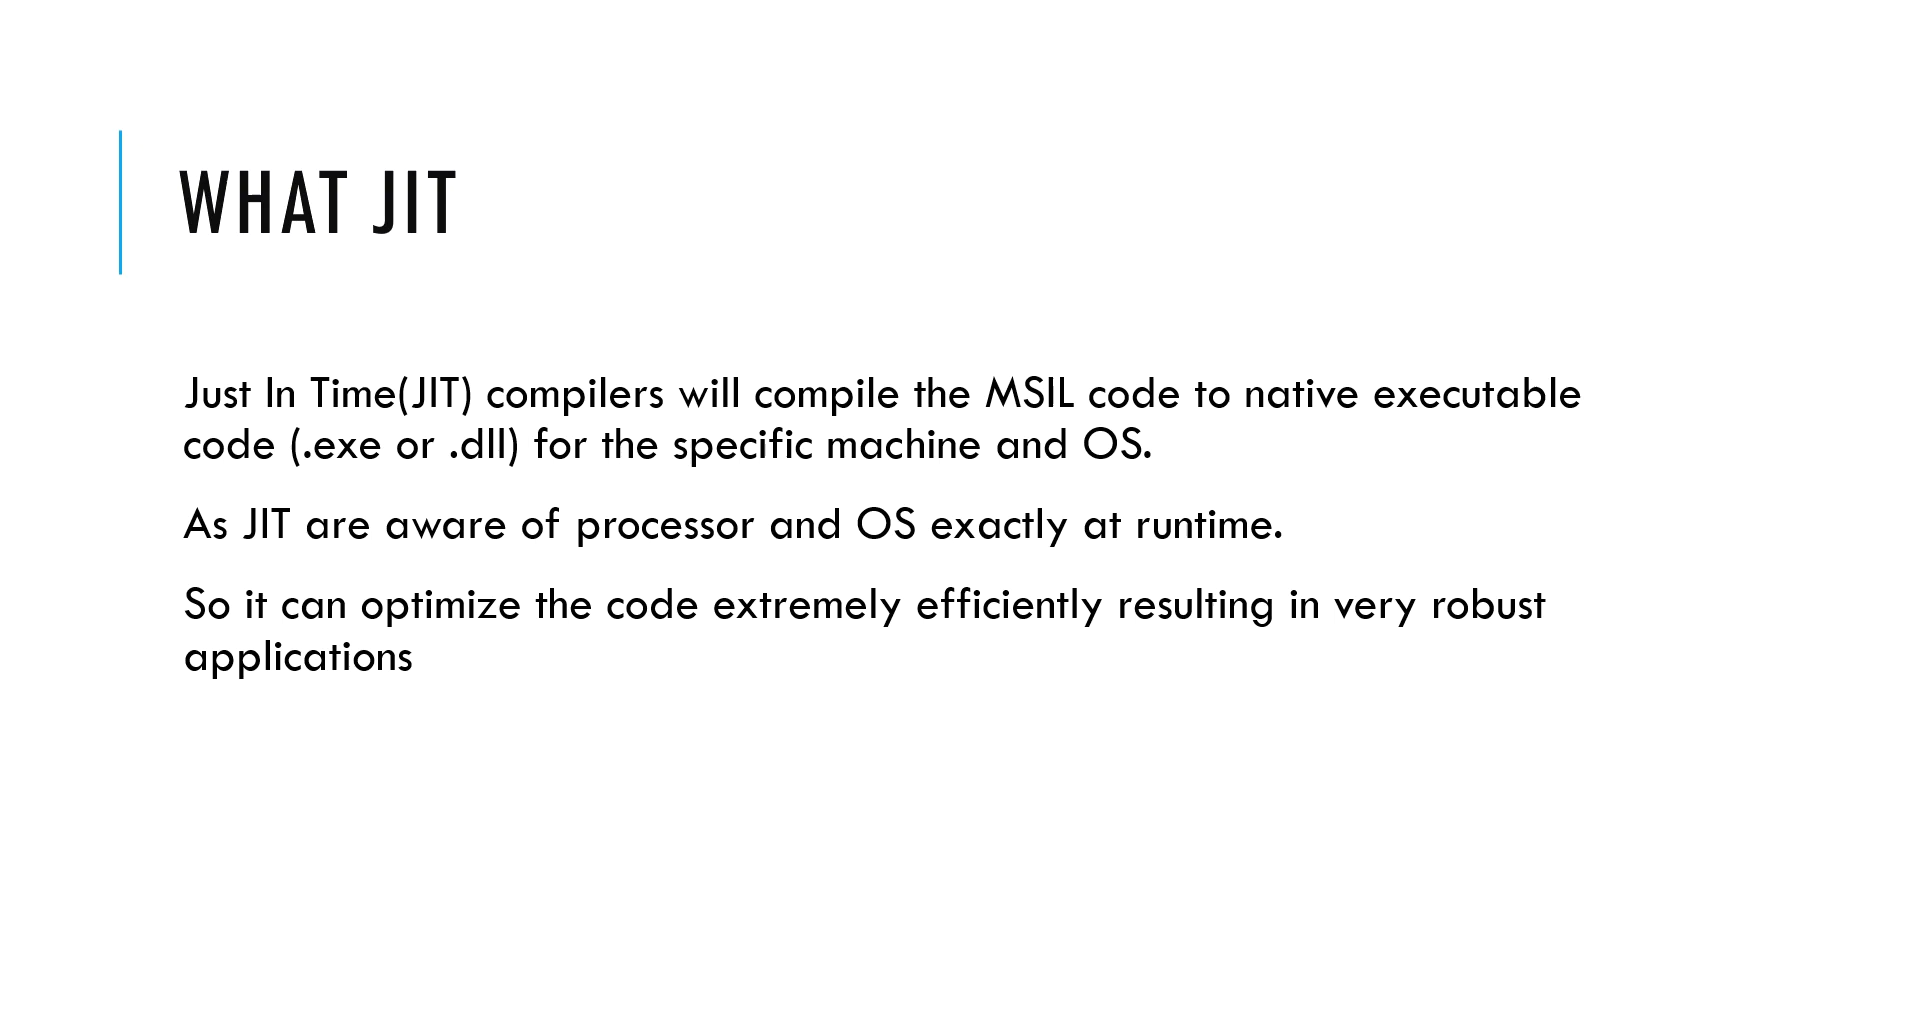 WHAT JIT
Just In Time(JIT) compilers will compile the MSIL code to native executable
code (.exe or .dll) for the specific machine and OS.
As JIT are aware of processor and OS exactly at runtime.
So it can optimize the code extremely efficiently resulting in very robust
applications